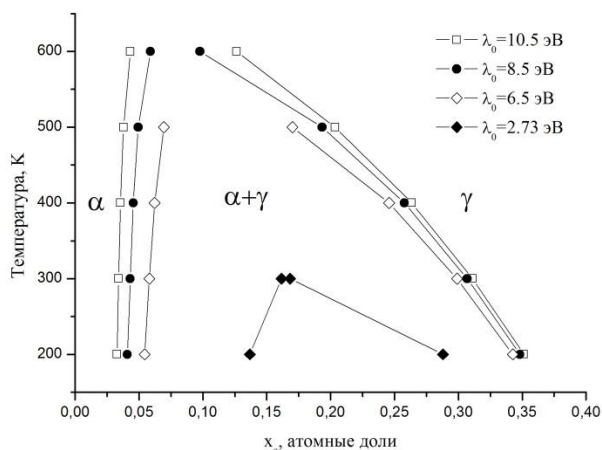 600
500
400
300
200
Температура, K
λ₀=10.5 эВ
λ₀=8.5 эВ
λ₀=6.5 эВ
λ₀=2.73 эВ
α
α+γ
γ
0,00 0,05 0,10 0,15 0,20 0,25 0,30 0,35 0,40
атомные доли